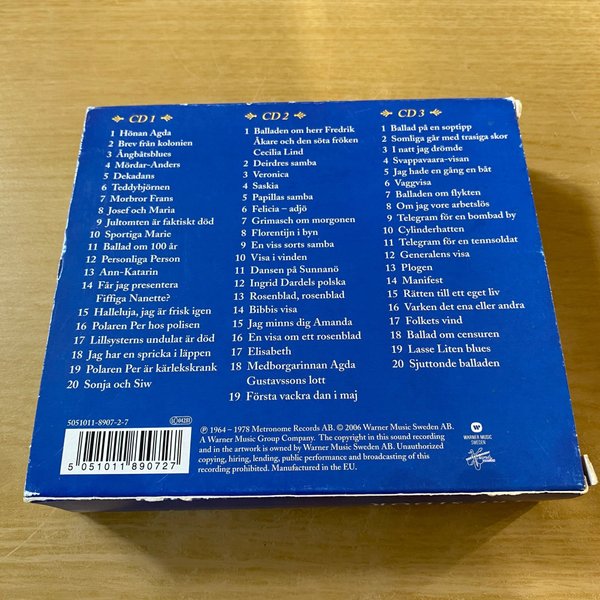 CD 1
1 Hönan Agda
2 Brev från kolonien
3 Ångbåtsblues
4 Mördar-Anders
5 Dekadans
6 Teddybjörnen
7 Morbror Frans
8 Josef och Maria
9 Jultomten är faktiskt död
10 Sportiga Marie
11 Ballad om 100 år
12 Personliga Person
13 Ann-Katarin
14 Får jag presentera
Fiffiga Nanette?
15 Halleluja, jag är frisk igen
16 Polaren Per hos polisen
17 Lillsysterns undulat är död
18 Jag har en spricka i läppen
19 Polaren Per är kärlekskrank
20 Sonja och Siw
CD 2
1 Balladen om herr Fredrik
Åkare och den söta fröken
Cecilia Lind
2 Deirdres samba
3 Veronica
4 Saskia
5 Papillas samba
6 Felicia – adjö
7 Grimasch om morgonen
8 Florentijn i byn
9 En viss sorts samba
10 Visa i vinden
11 Dansen på Sunnanö
12 Ingrid Dardels polska
13 Rosenblad, rosenblad
14 Bibbis visa
15 Jag minns dig Amanda
16 En visa om ett rosenblad
17 Elisabeth
18 Medborgarinnan Agda
Gustavssons lott
19 Första vackra dan i maj
CD 3
1 Ballad på en soptipp
2 Somliga går med trasiga skor
3 I natt jag drömde
4 Svappavaara-visan
5 Jag hade en gång en båt
6 Vaggvisa
7 Balladen om flykten
8 Om jag vore arbetslös
9 Telegram för en bombad by
10 Cylinderhatten
11 Telegram för en tennsoldat
12 Generalens visa
13 Plogen
14 Manifest
15 Rätten till ett eget liv
16 Varken det ena eller andra
17 Folkets vind
18 Ballad om censuren
19 Lasse Liten blues
20 Sjuttonde balladen
5051011-8907-2-7
5 051011 890727
℗ 1964 – 1978 Metronome Records AB. © 2006 Warner Music Sweden AB.
A Warner Music Group Company. The copyright in this sound recording
and in the artwork is owned by Warner Music Sweden AB. Unauthorized
copying, hiring, lending, public performance and broadcasting of this
recording prohibited. Manufactured in the EU.
WARNER MUSIC
SWEDEN